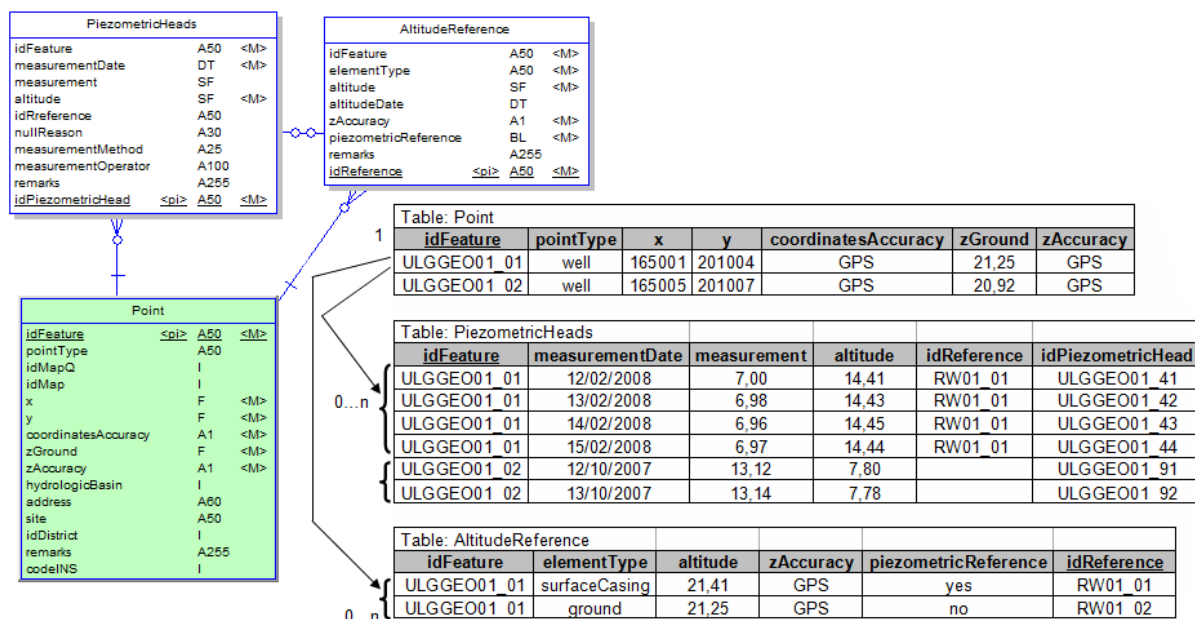 PiezometricHeads
idFeature A50 <M>
measurementDate DT <M>
measurement SF
altitude SF <M>
idRreference A50
nullReason A30
measurementMethod A25
measurementOperator A100
remarks A255
idPiezometricHead <pi> A50 <M>
AltitudeReference
idFeature A50 <M>
elementType A50 <M>
altitude SF <M>
altitudeDate DT
zAccuracy A1 <M>
piezometricReference BL <M>
remarks A255
idReference <pi> A50 <M>
Point
idFeature <pi> A50 <M>
pointType A50
idMapQ I
idMap I
x F <M>
y F <M>
coordinatesAccuracy A1 <M>
zGround F <M>
zAccuracy A1 <M>
hydrologicBasin I
address A60
site A50
idDistrict I
remarks A255
codeINS I
Table: Point
1
idFeature pointType x y coordinatesAccuracy zGround zAccuracy
ULGGEO01_01 well 165001 201004 GPS 21,25 GPS
ULGGEO01_02 well 165005 201007 GPS 20,92 GPS
Table: PiezometricHeads
idFeature measurementDate measurement altitude idReference idPiezometricHead
ULGGEO01_01 12/02/2008 7,00 14,41 RW01_01 ULGGEO01_41
0...n
ULGGEO01_01 13/02/2008 6,98 14,43 RW01_01 ULGGEO01_42
ULGGEO01_01 14/02/2008 6,96 14,45 RW01_01 ULGGEO01_43
ULGGEO01_01 15/02/2008 6,97 14,44 RW01_01 ULGGEO01_44
ULGGEO01_02 12/10/2007 13,12 7,80 ULGGEO01_91
ULGGEO01_02 13/10/2007 13,14 7,78 ULGGEO01_92
Table: AltitudeReference
idFeature elementType altitude zAccuracy piezometricReference idReference
ULGGEO01_01 surfaceCasing 21,41 GPS yes RW01_01
ULGGEO01_01 ground 21,25 GPS no RW01_02
0...n